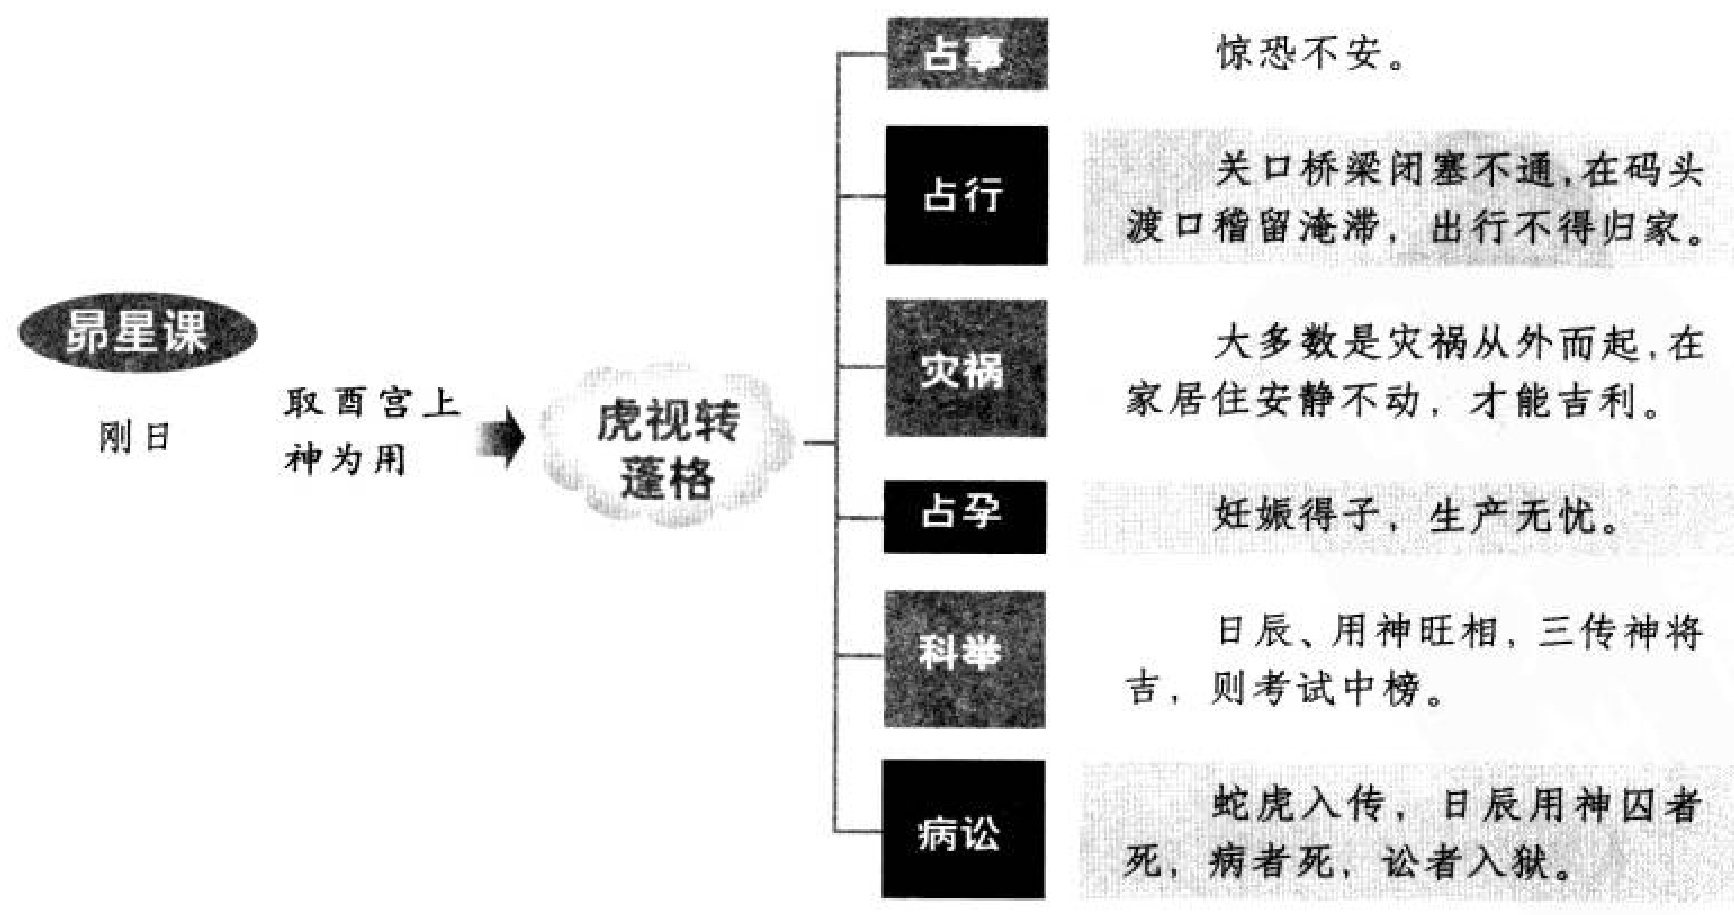 昴星课
刚日
取酉宫上
神为用
虎视转
蓬格
占事
惊恐不安。
占行
关口桥梁闭塞不通,在码头
渡口稽留淹滞,出行不得归家。
灾祸
大多数是灾祸从外而起,在
家居住安静不动,才能吉利。
占孕
妊娠得子,生产无忧。
科举
日辰、用神旺相,三传神将
吉,则考试中榜。
病讼
蛇虎入传,日辰用神囚者
死,病者死,讼者入狱。